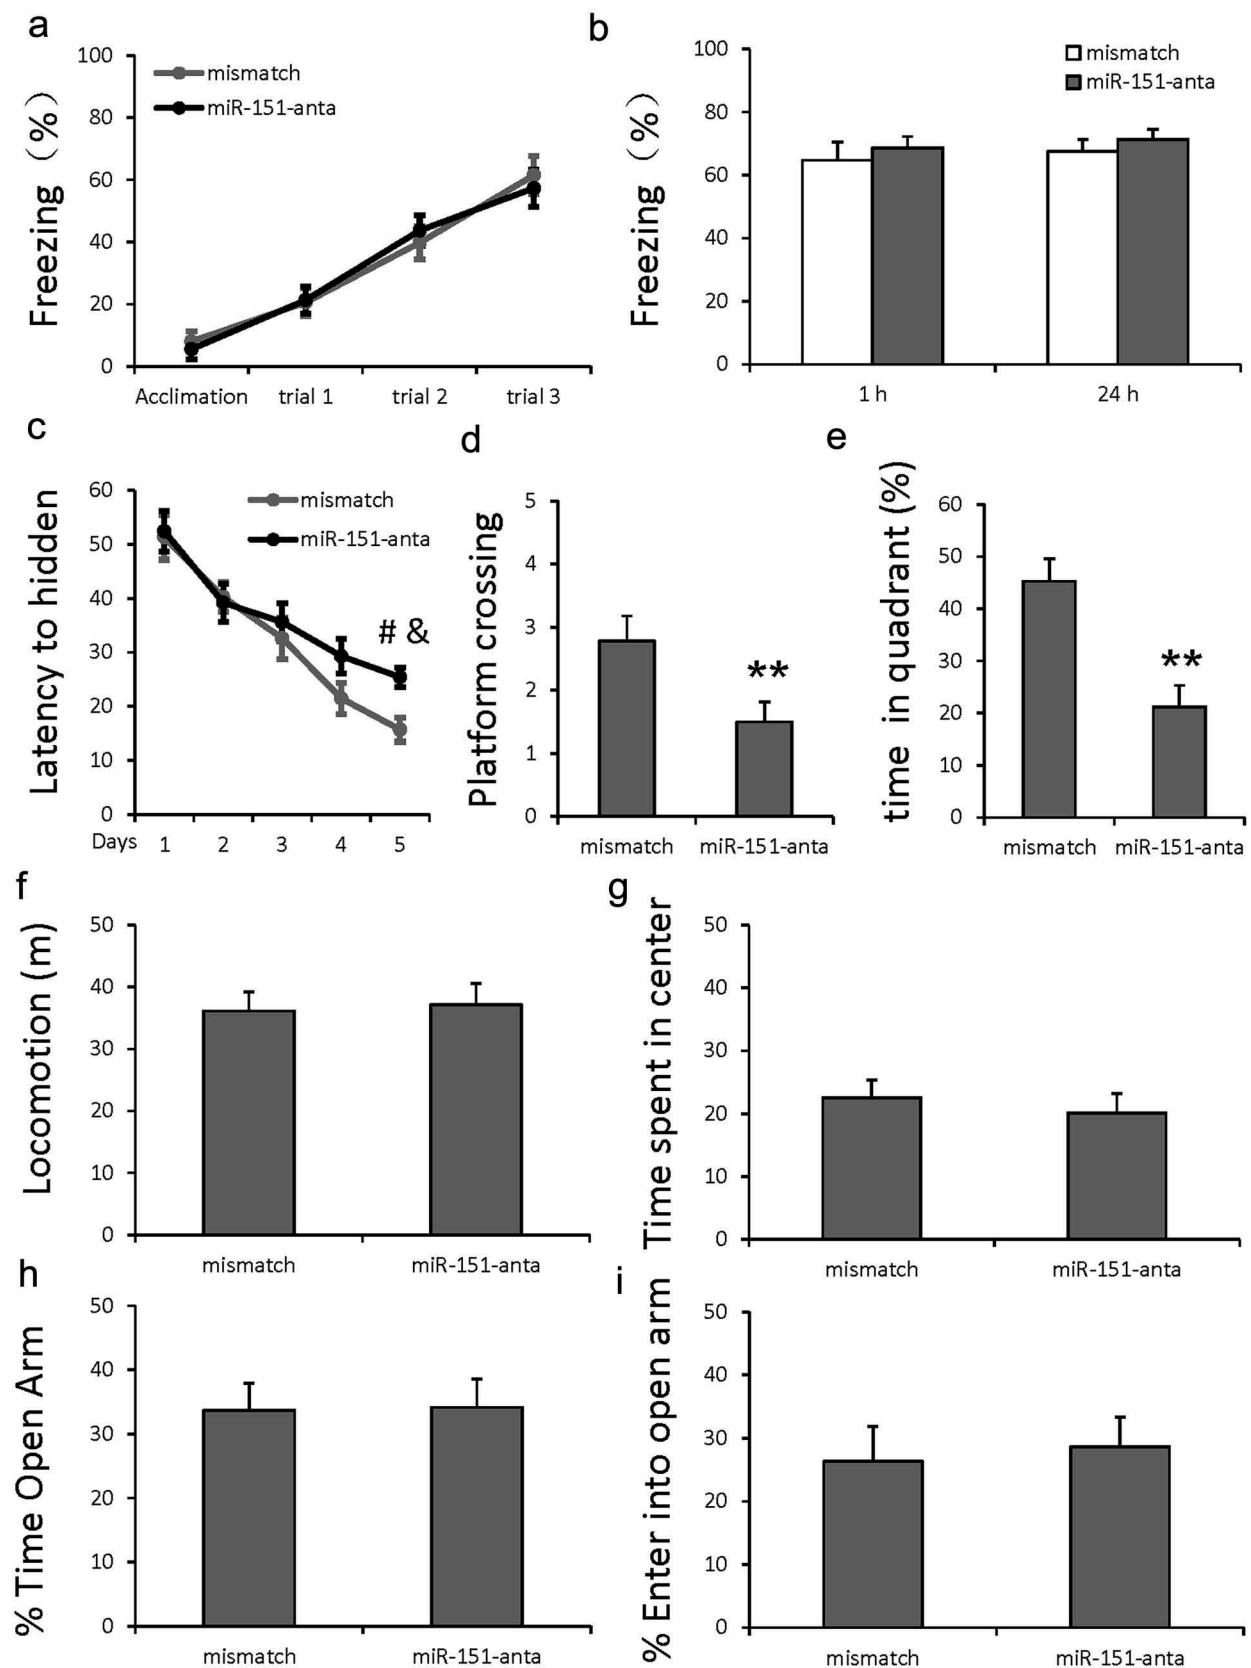 a
Freezing（%）
100
80
60
40
20
0
mismatch
miR-151-anta
Acclimation trial 1 trial 2 trial 3
b
Freezing（%）
100
80
60
40
20
0
mismatch
miR-151-anta
1 h 24 h
c
Latency to hidden
60
50
40
30
20
10
0
mismatch
miR-151-anta
# &
Days 1 2 3 4 5
d
Platform crossing
5
4
3
2
1
0
**
mismatch miR-151-anta
e
time in quadrant (%)
60
50
40
30
20
10
0
**
mismatch miR-151-anta
f
Locomotion (m)
50
40
30
20
10
0
mismatch miR-151-anta
g
Time spent in center
50
40
30
20
10
0
mismatch miR-151-anta
h
% Time Open Arm
50
40
30
20
10
0
mismatch miR-151-anta
i
% Enter into open arm
50
40
30
20
10
0
mismatch miR-151-anta